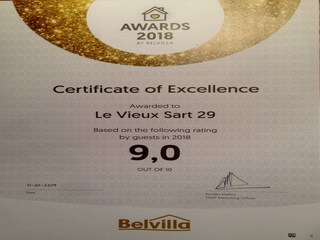 AWARDS
2018
BY BELVILLA
Certificate of Excellence
Awarded to
Le Vieux Sart 29
Based on the following rating
by guests in 2018
9,0
OUT OF 10
Belvilla